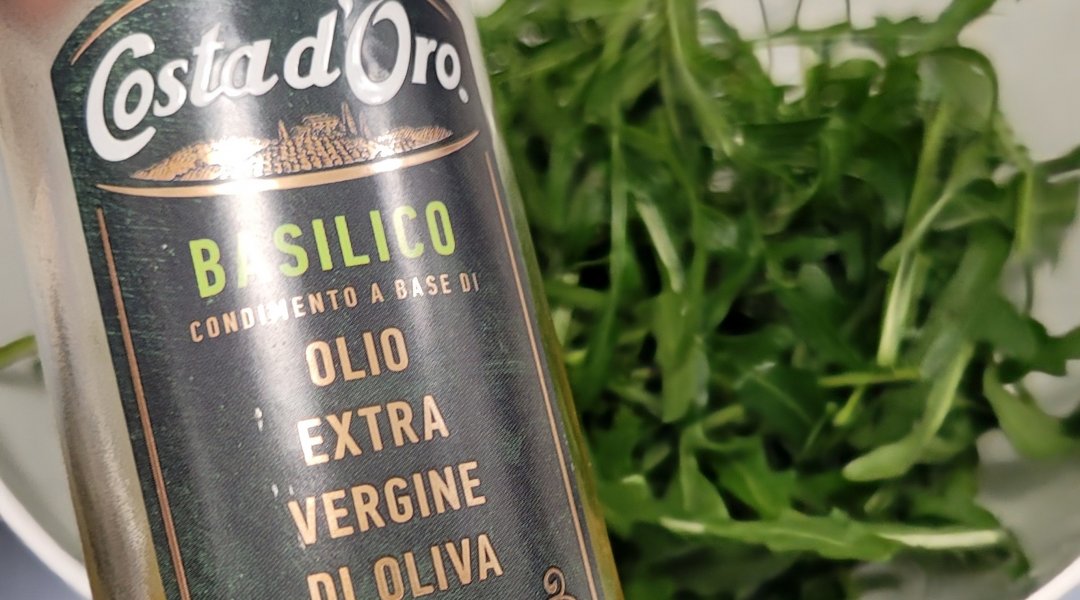 Costa d'Oro.
BASILICO
CONDIMENTO A BASE DI
OLIO
EXTRA
VERGINE
DI OLIVA